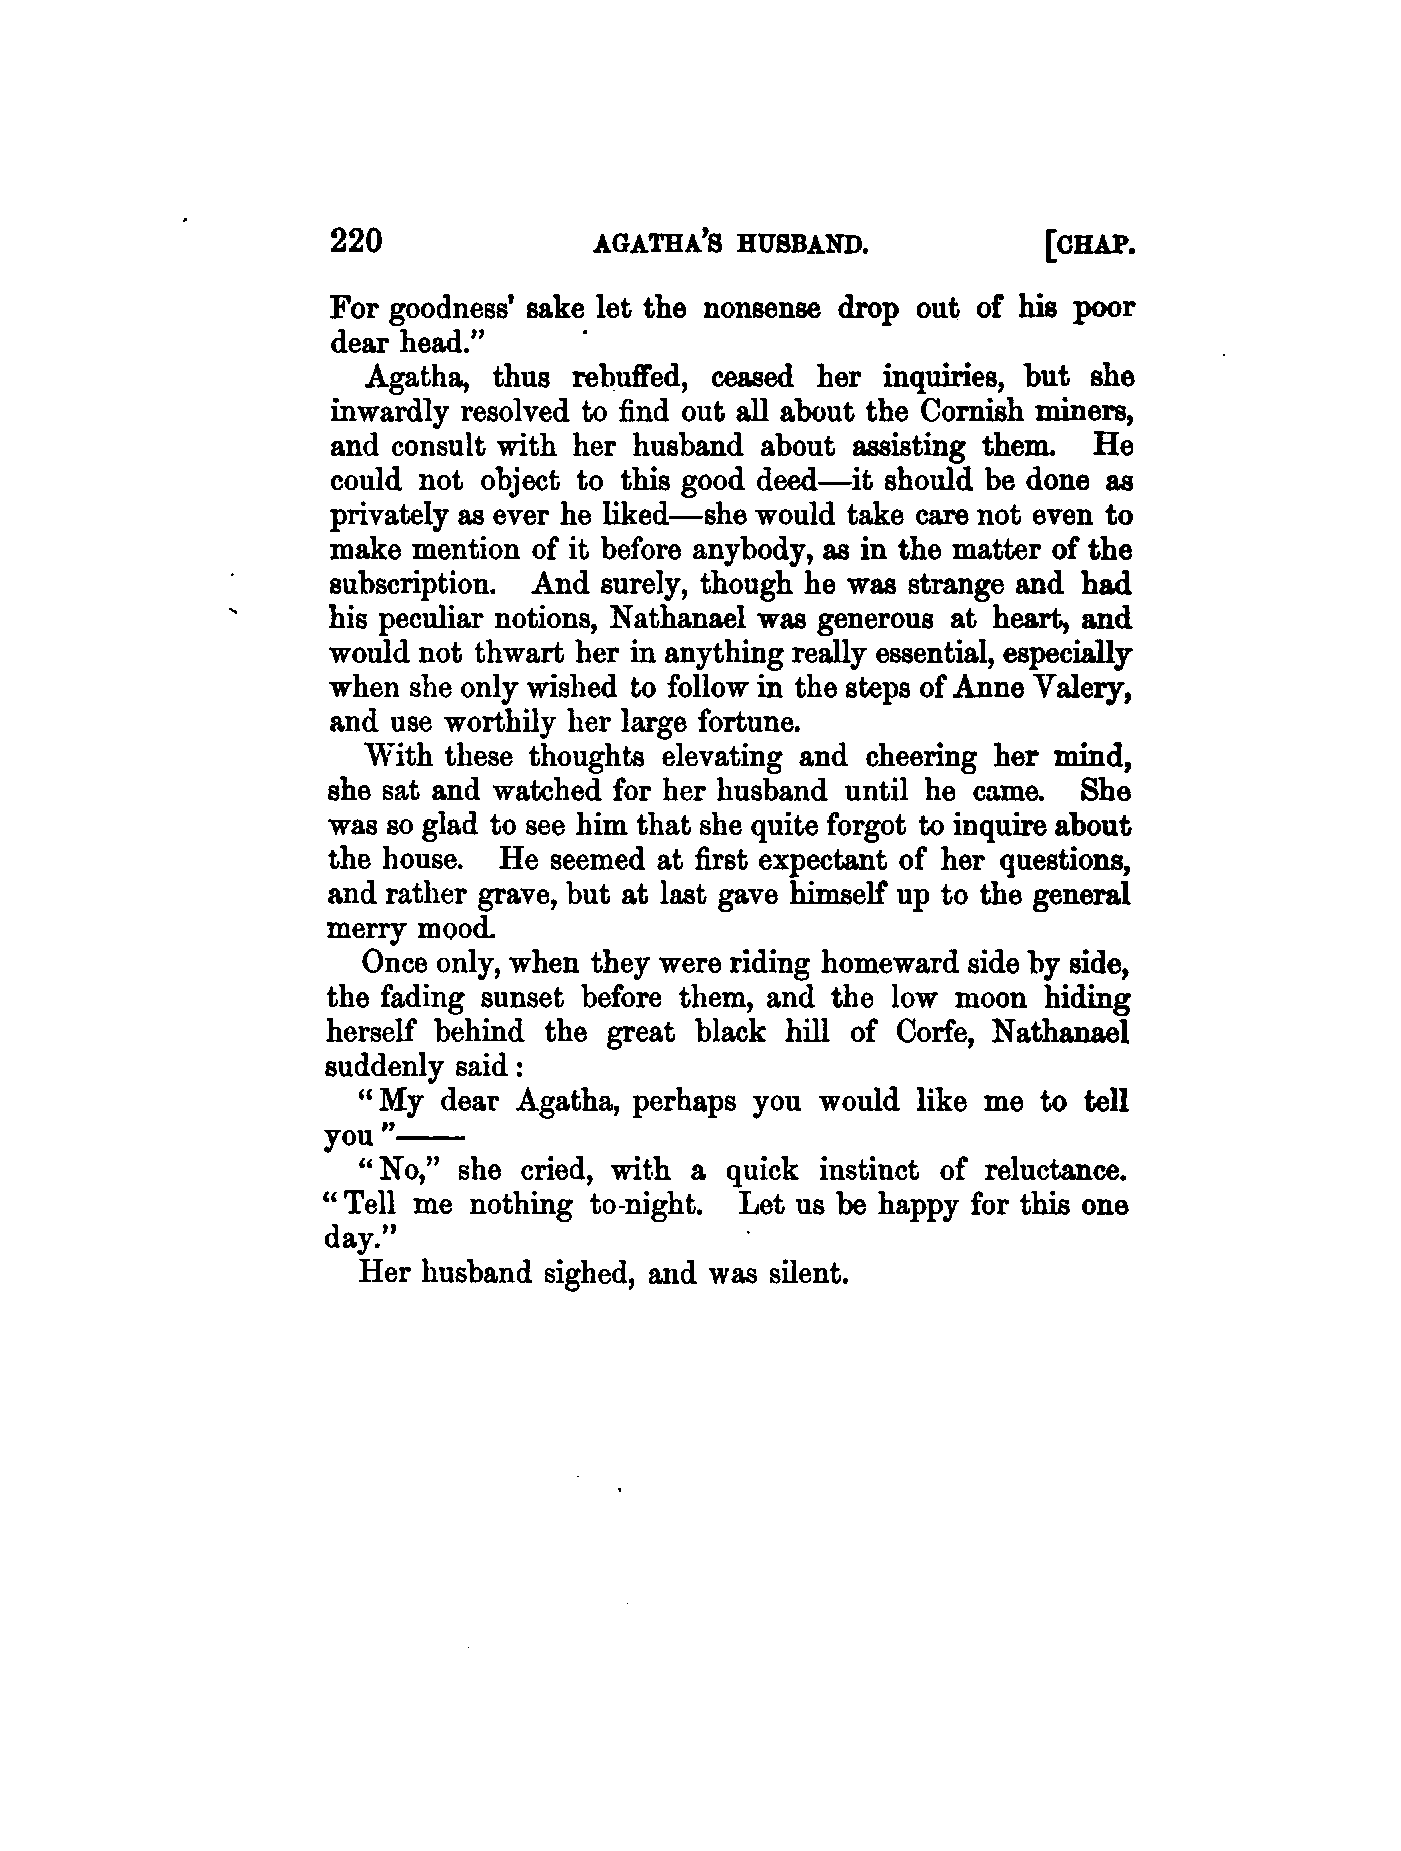 220 AGATHA'S HUSBAND. [CHAP.
For goodness' sake let the nonsense drop out of his poor
dear head."
Agatha, thus rebuffed, ceased her inquiries, but she
inwardly resolved to find out all about the Cornish miners,
and consult with her husband about assisting them. He
could not object to this good deed—it should be done as
privately as ever he liked—she would take care not even to
make mention of it before anybody, as in the matter of the
subscription. And surely, though he was strange and had
his peculiar notions, Nathanael was generous at heart, and
would not thwart her in anything really essential, especially
when she only wished to follow in the steps of Anne Valery,
and use worthily her large fortune.
With these thoughts elevating and cheering her mind,
she sat and watched for her husband until he came. She
was so glad to see him that she quite forgot to inquire about
the house. He seemed at first expectant of her questions,
and rather grave, but at last gave himself up to the general
merry mood.
Once only, when they were riding homeward side by side,
the fading sunset before them, and the low moon hiding
herself behind the great black hill of Corfe, Nathanael
suddenly said :
"My dear Agatha, perhaps you would like me to tell
you"——
"No," she cried, with a quick instinct of reluctance.
"Tell me nothing to-night. Let us be happy for this one
day."
Her husband sighed, and was silent.